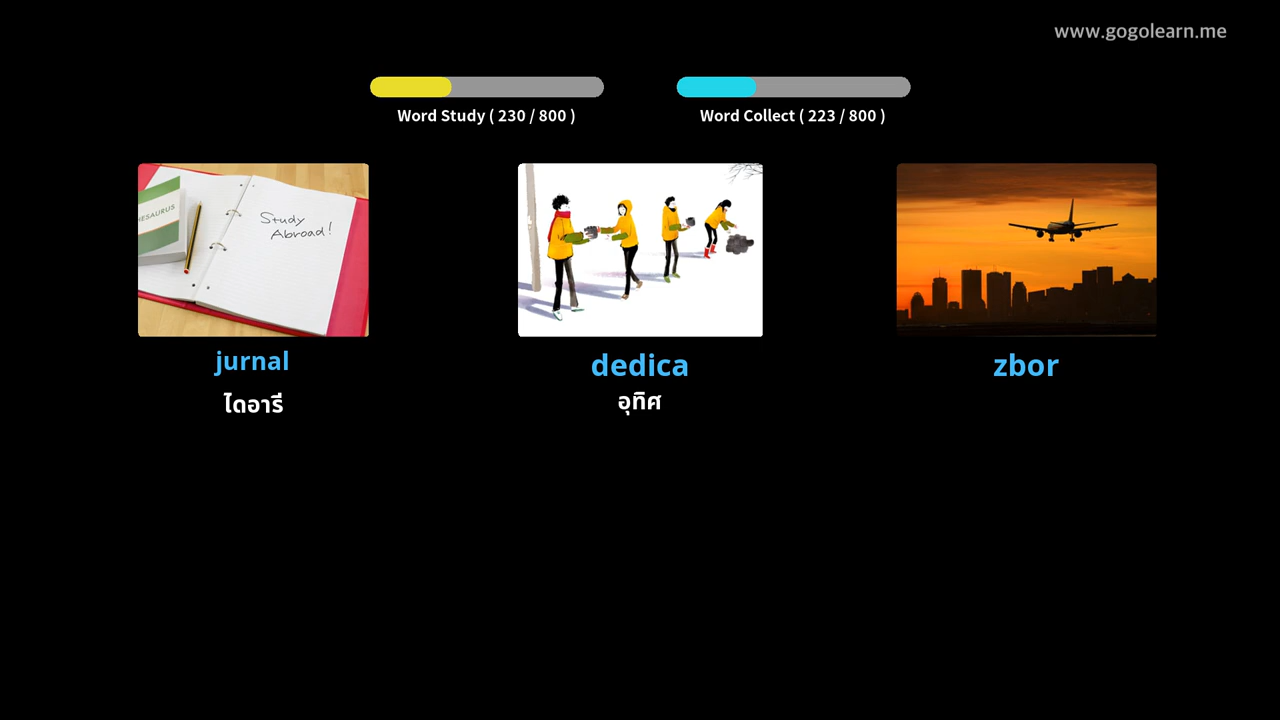 www.gogolearn.me
Word Study ( 230 / 800 )
Word Collect ( 223 / 800 )
HESAURUS
Study
Abroad!
jurnal
ไดอารี
dedica
อุทิศ
zbor